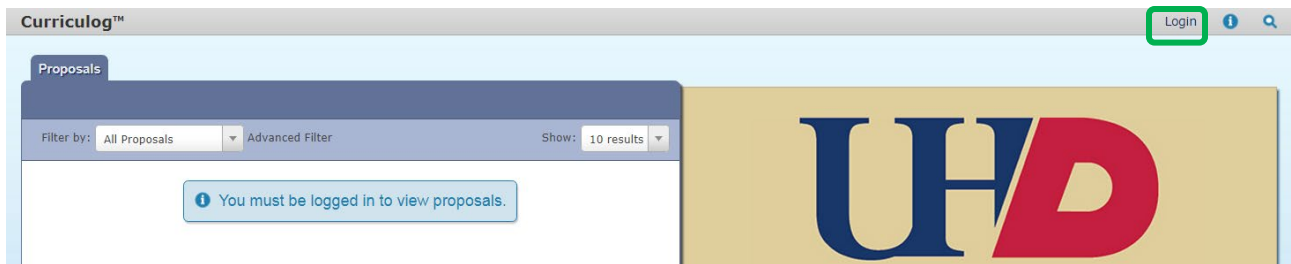 Curriculog™ Login
Proposals
Filter by: All Proposals Advanced Filter Show: 10 results
You must be logged in to view proposals.
UHD